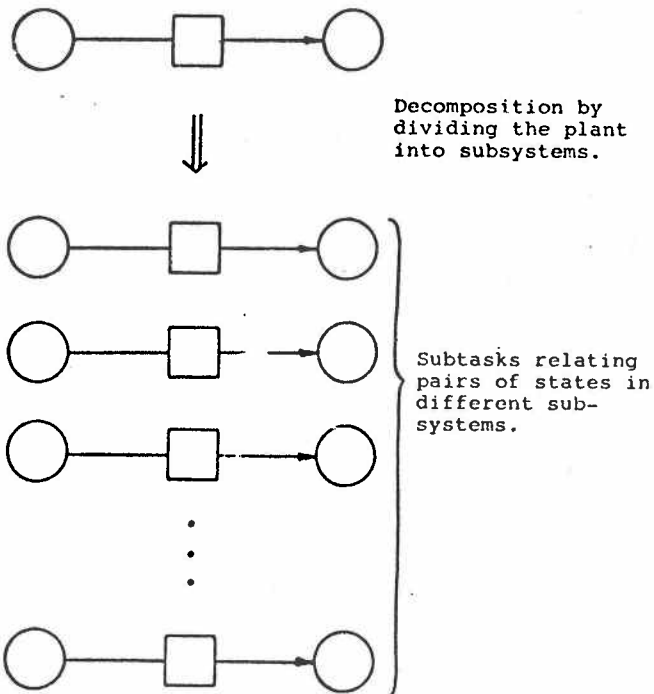 Decomposition by
dividing the plant
into subsystems.
Subtasks relating
pairs of states in
different sub-
systems.